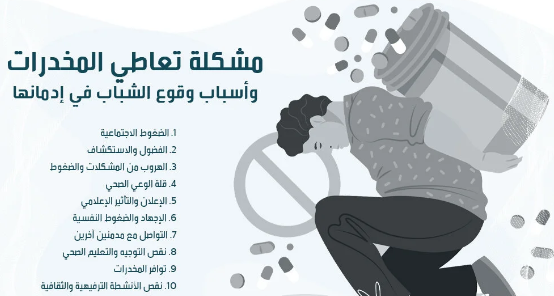 مشكلة تعاطي المخدرات
وأسباب وقوع الشباب في إدمانها
1. الضغوط الاجتماعية
2. الفضول والاستكشاف
3. الهروب من المشكلات والضغوط
4. قلة الوعي الصحي
5. الإعلان والتأثير الإعلامي
6. الإجهاد والضغوط النفسية
7. التواصل مع مدمنين آخرين
8. نقص التوجيه والتعليم الصحي
9. توافر المخدرات
10. نقص الأنشطة الترفيهية والثقافية